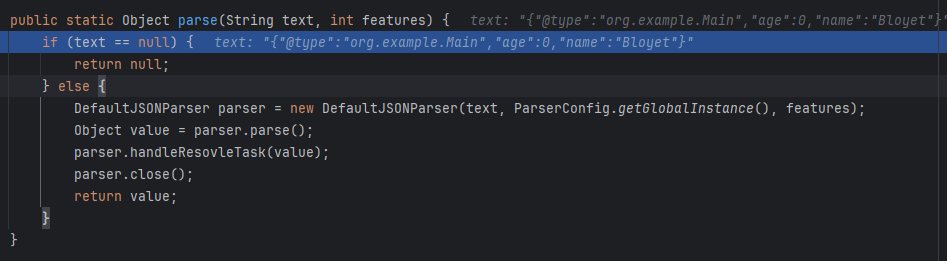 public static Object parse(String text, int features) {   text: "{"@type":"org.example.Main","age":0,"name":"Bloyet"}"
    if (text == null) {   text: "{"@type":"org.example.Main","age":0,"name":"Bloyet"}"
        return null;
    } else {
        DefaultJSONParser parser = new DefaultJSONParser(text, ParserConfig.getGlobalInstance(), features);
        Object value = parser.parse();
        parser.handleResovleTask(value);
        parser.close();
        return value;
    }
}